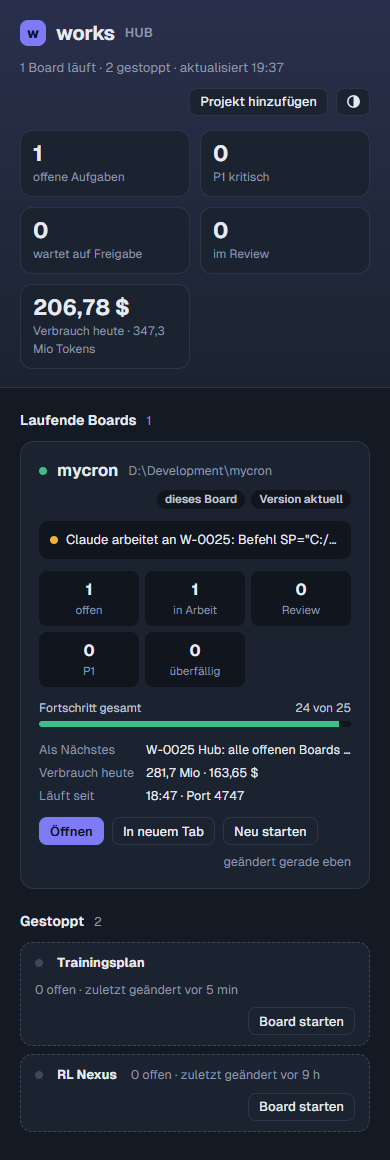 w works HUB
1 Board läuft · 2 gestoppt · aktualisiert 19:37
Projekt hinzufügen
1
offene Aufgaben
0
P1 kritisch
0
wartet auf Freigabe
0
im Review
206,78 $
Verbrauch heute · 347,3
Mio Tokens
Laufende Boards 1
mycron D:\Development\mycron
dieses Board Version aktuell
Claude arbeitet an W-0025: Befehl SP="C:/…
1
offen
1
in Arbeit
0
Review
0
P1
0
überfällig
Fortschritt gesamt 24 von 25
Als Nächstes W-0025 Hub: alle offenen Boards …
Verbrauch heute 281,7 Mio · 163,65 $
Läuft seit 18:47 · Port 4747
Öffnen In neuem Tab Neu starten
geändert gerade eben
Gestoppt 2
Trainingsplan
0 offen · zuletzt geändert vor 5 min
Board starten
RL Nexus 0 offen · zuletzt geändert vor 9 h
Board starten